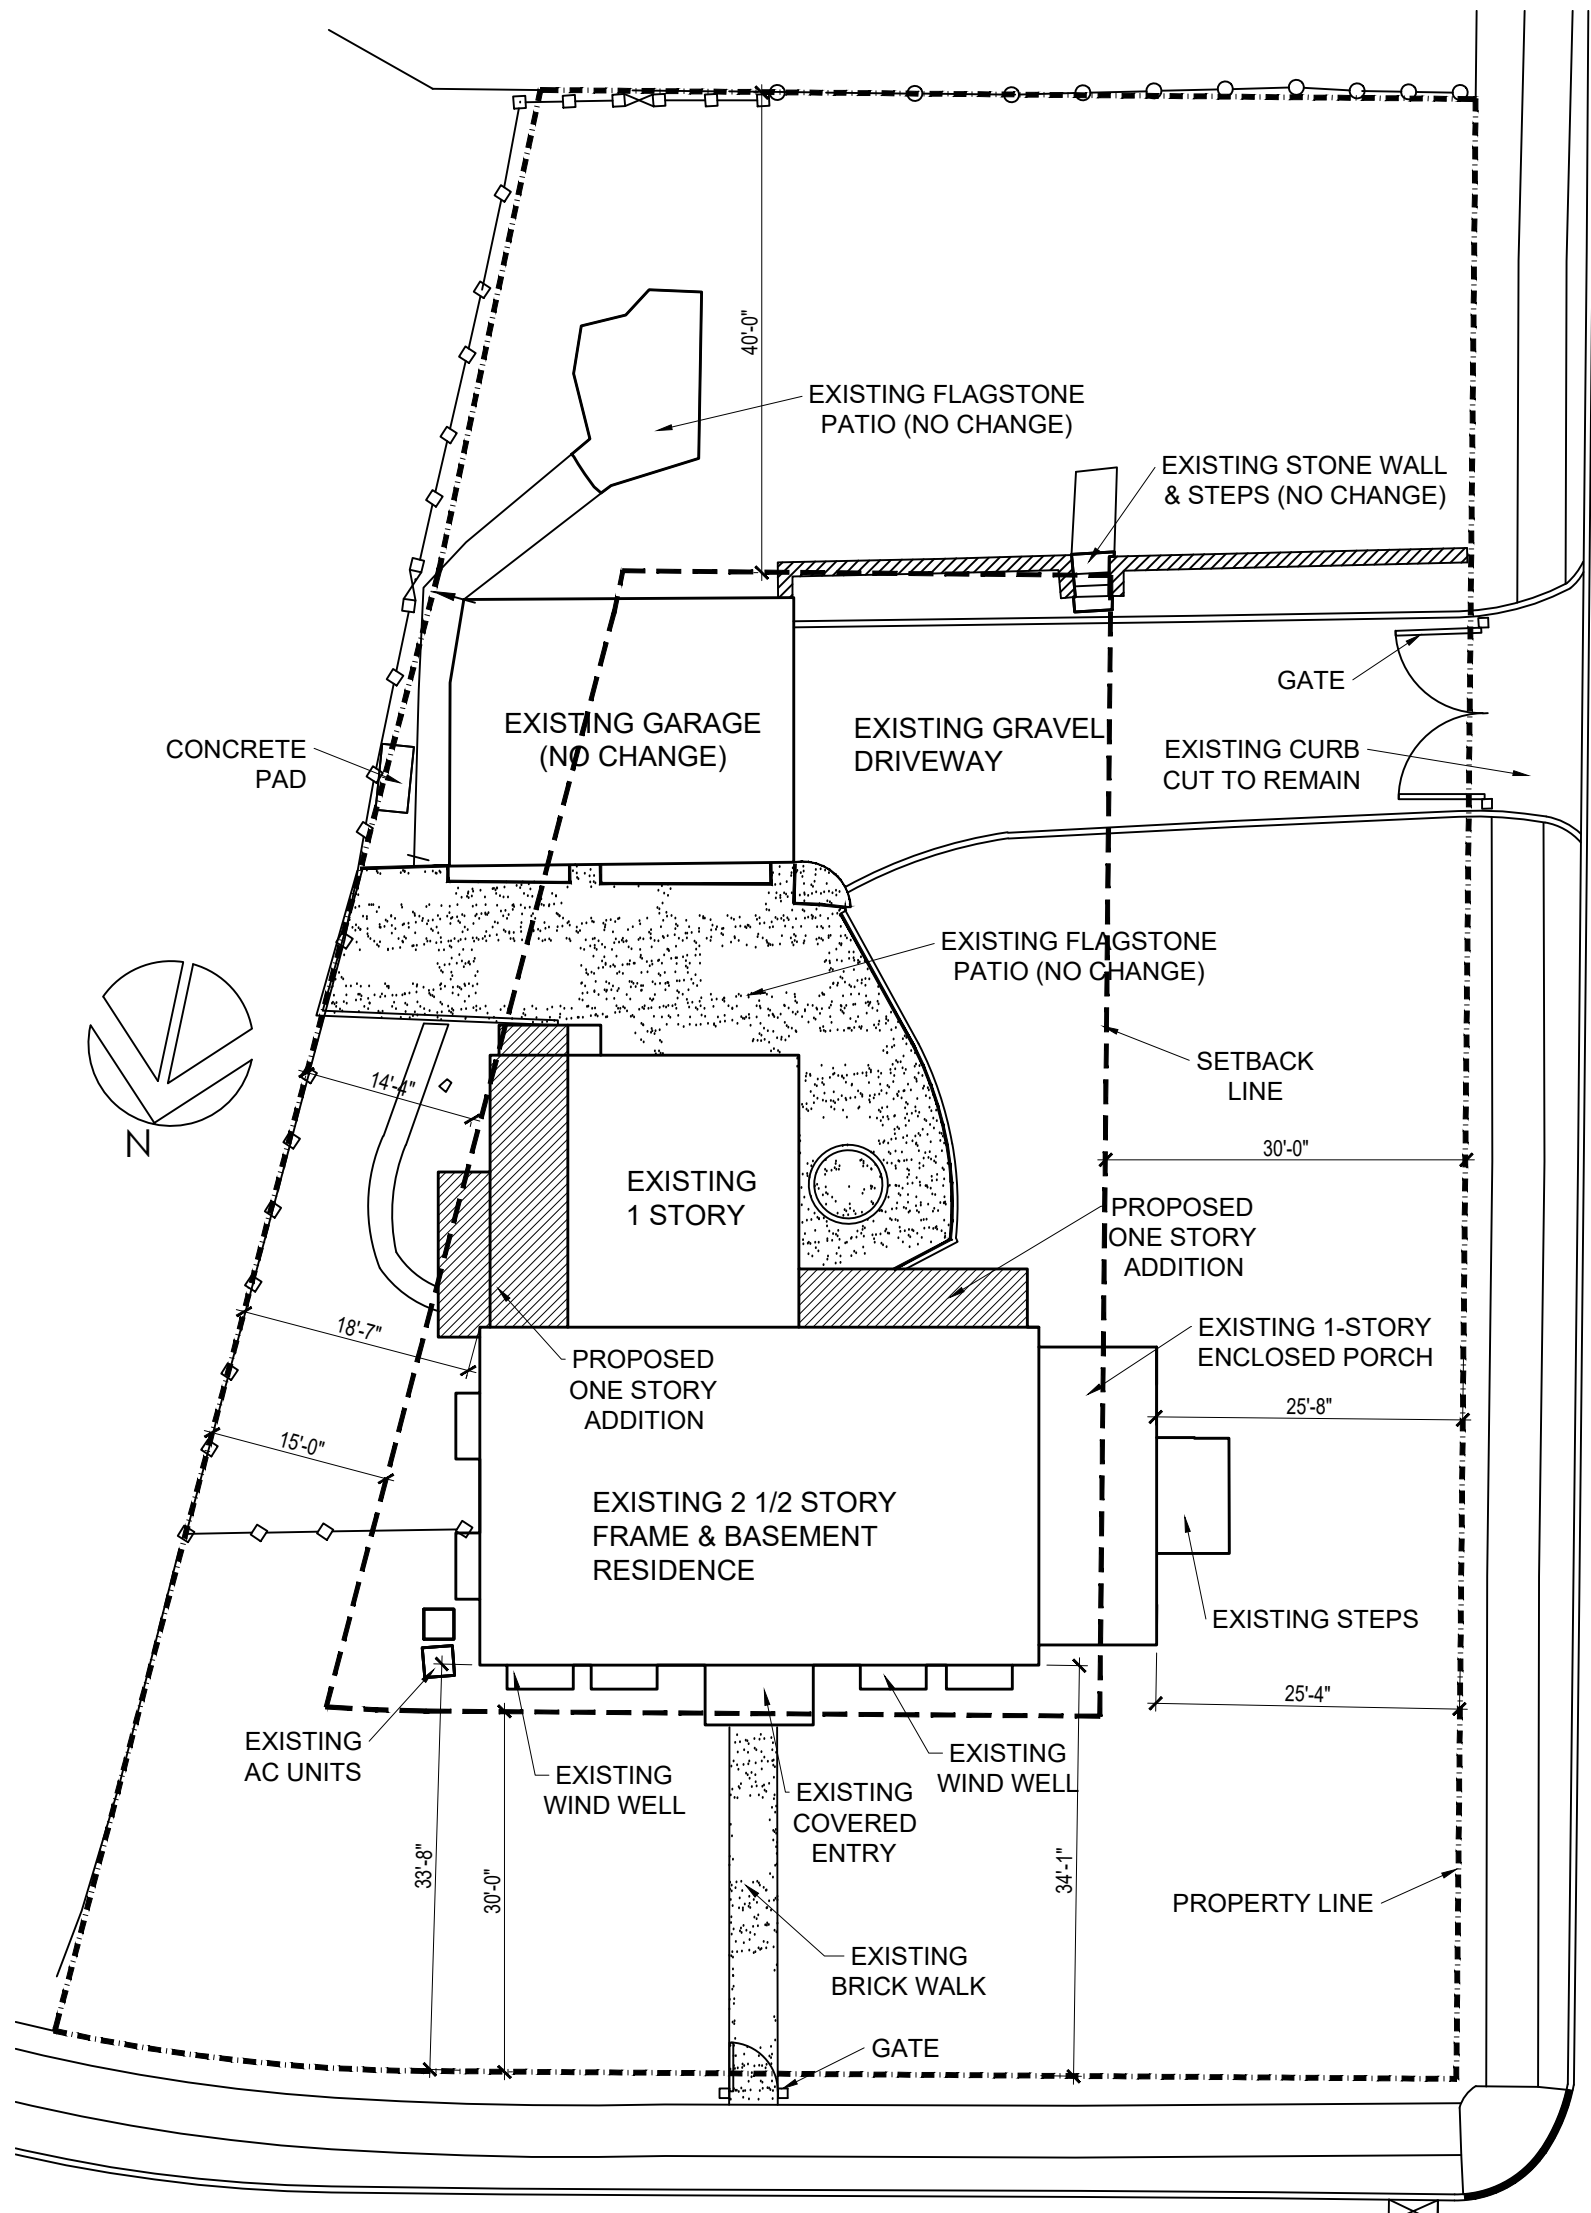 40'-0"
EXISTING FLAGSTONE
PATIO (NO CHANGE)
EXISTING STONE WALL
& STEPS (NO CHANGE)
GATE
EXISTING GARAGE
(NO CHANGE)
EXISTING GRAVEL
DRIVEWAY
CONCRETE
PAD
EXISTING CURB
CUT TO REMAIN
EXISTING FLAGSTONE
PATIO (NO CHANGE)
N
14'-4"
SETBACK
LINE
30'-0"
EXISTING
1 STORY
PROPOSED
ONE STORY
ADDITION
18'-7"
EXISTING 1-STORY
ENCLOSED PORCH
PROPOSED
ONE STORY
ADDITION
25'-8"
15'-0"
EXISTING 2 1/2 STORY
FRAME & BASEMENT
RESIDENCE
EXISTING STEPS
25'-4"
EXISTING
AC UNITS
EXISTING
WIND WELL
EXISTING
COVERED
ENTRY
EXISTING
WIND WELL
33'-8"
30'-0"
34'-1"
PROPERTY LINE
EXISTING
BRICK WALK
GATE